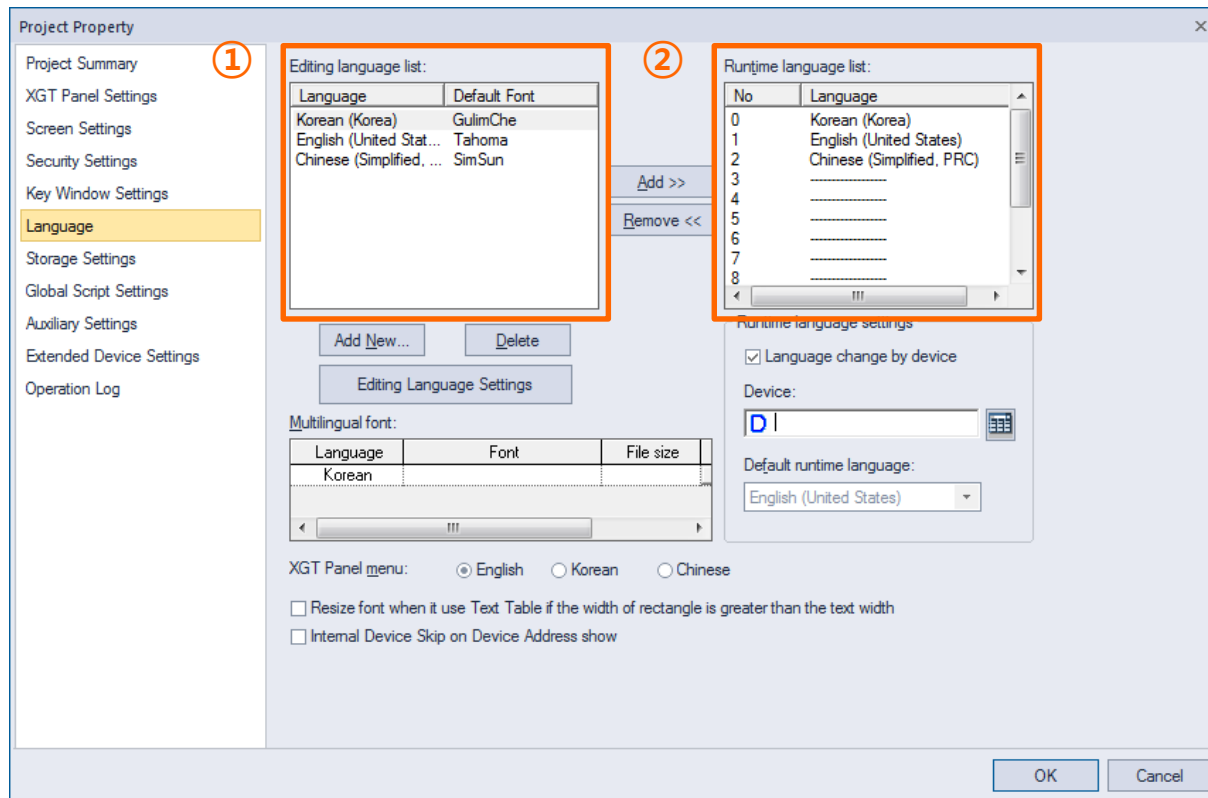 Project Property
Project Summary
XGT Panel Settings
Screen Settings
Security Settings
Key Window Settings
Language
Storage Settings
Global Script Settings
Auxiliary Settings
Extended Device Settings
Operation Log
①
Editing language list:
Language Default Font
Korean (Korea) GulimChe
English (United Stat... Tahoma
Chinese (Simplified, ... SimSun
Add >>
Remove <<
②
Runtime language list:
No Language
0 Korean (Korea)
1 English (United States)
2 Chinese (Simplified, PRC)
3 ------------------
4 ------------------
5 ------------------
6 ------------------
7 ------------------
8 ------------------
Add New... Delete
Editing Language Settings
Multilingual font:
Language Font File size
Korean
...
Runtime language settings
Language change by device
Device:
D
Default runtime language:
English (United States)
XGT Panel menu: English Korean Chinese
Resize font when it use Text Table if the width of rectangle is greater than the text width
Internal Device Skip on Device Address show
OK Cancel